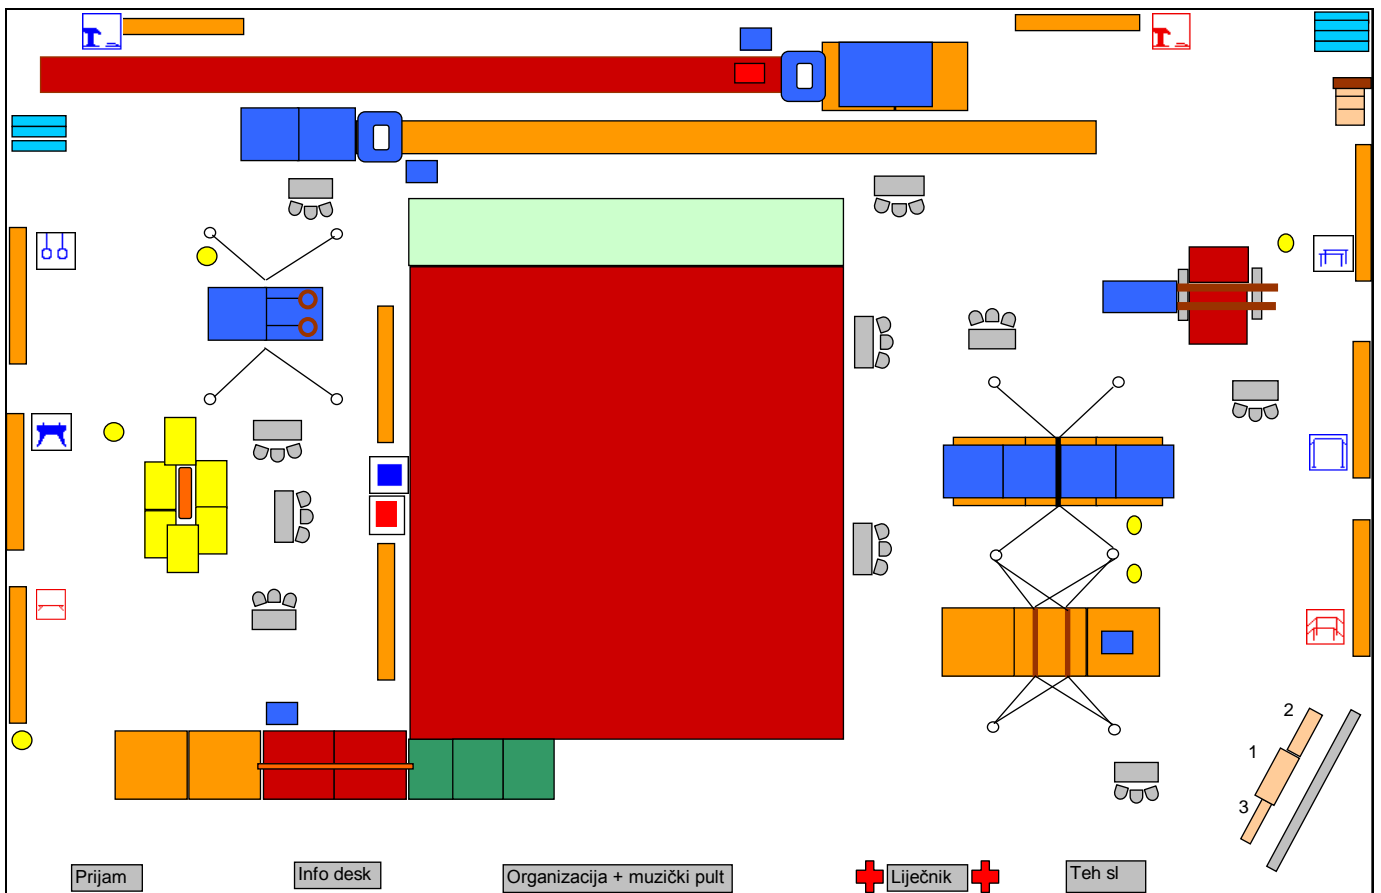 2
1
3
Prijam
Info desk
Organizacija + muzički pult
Liječnik
Teh sl